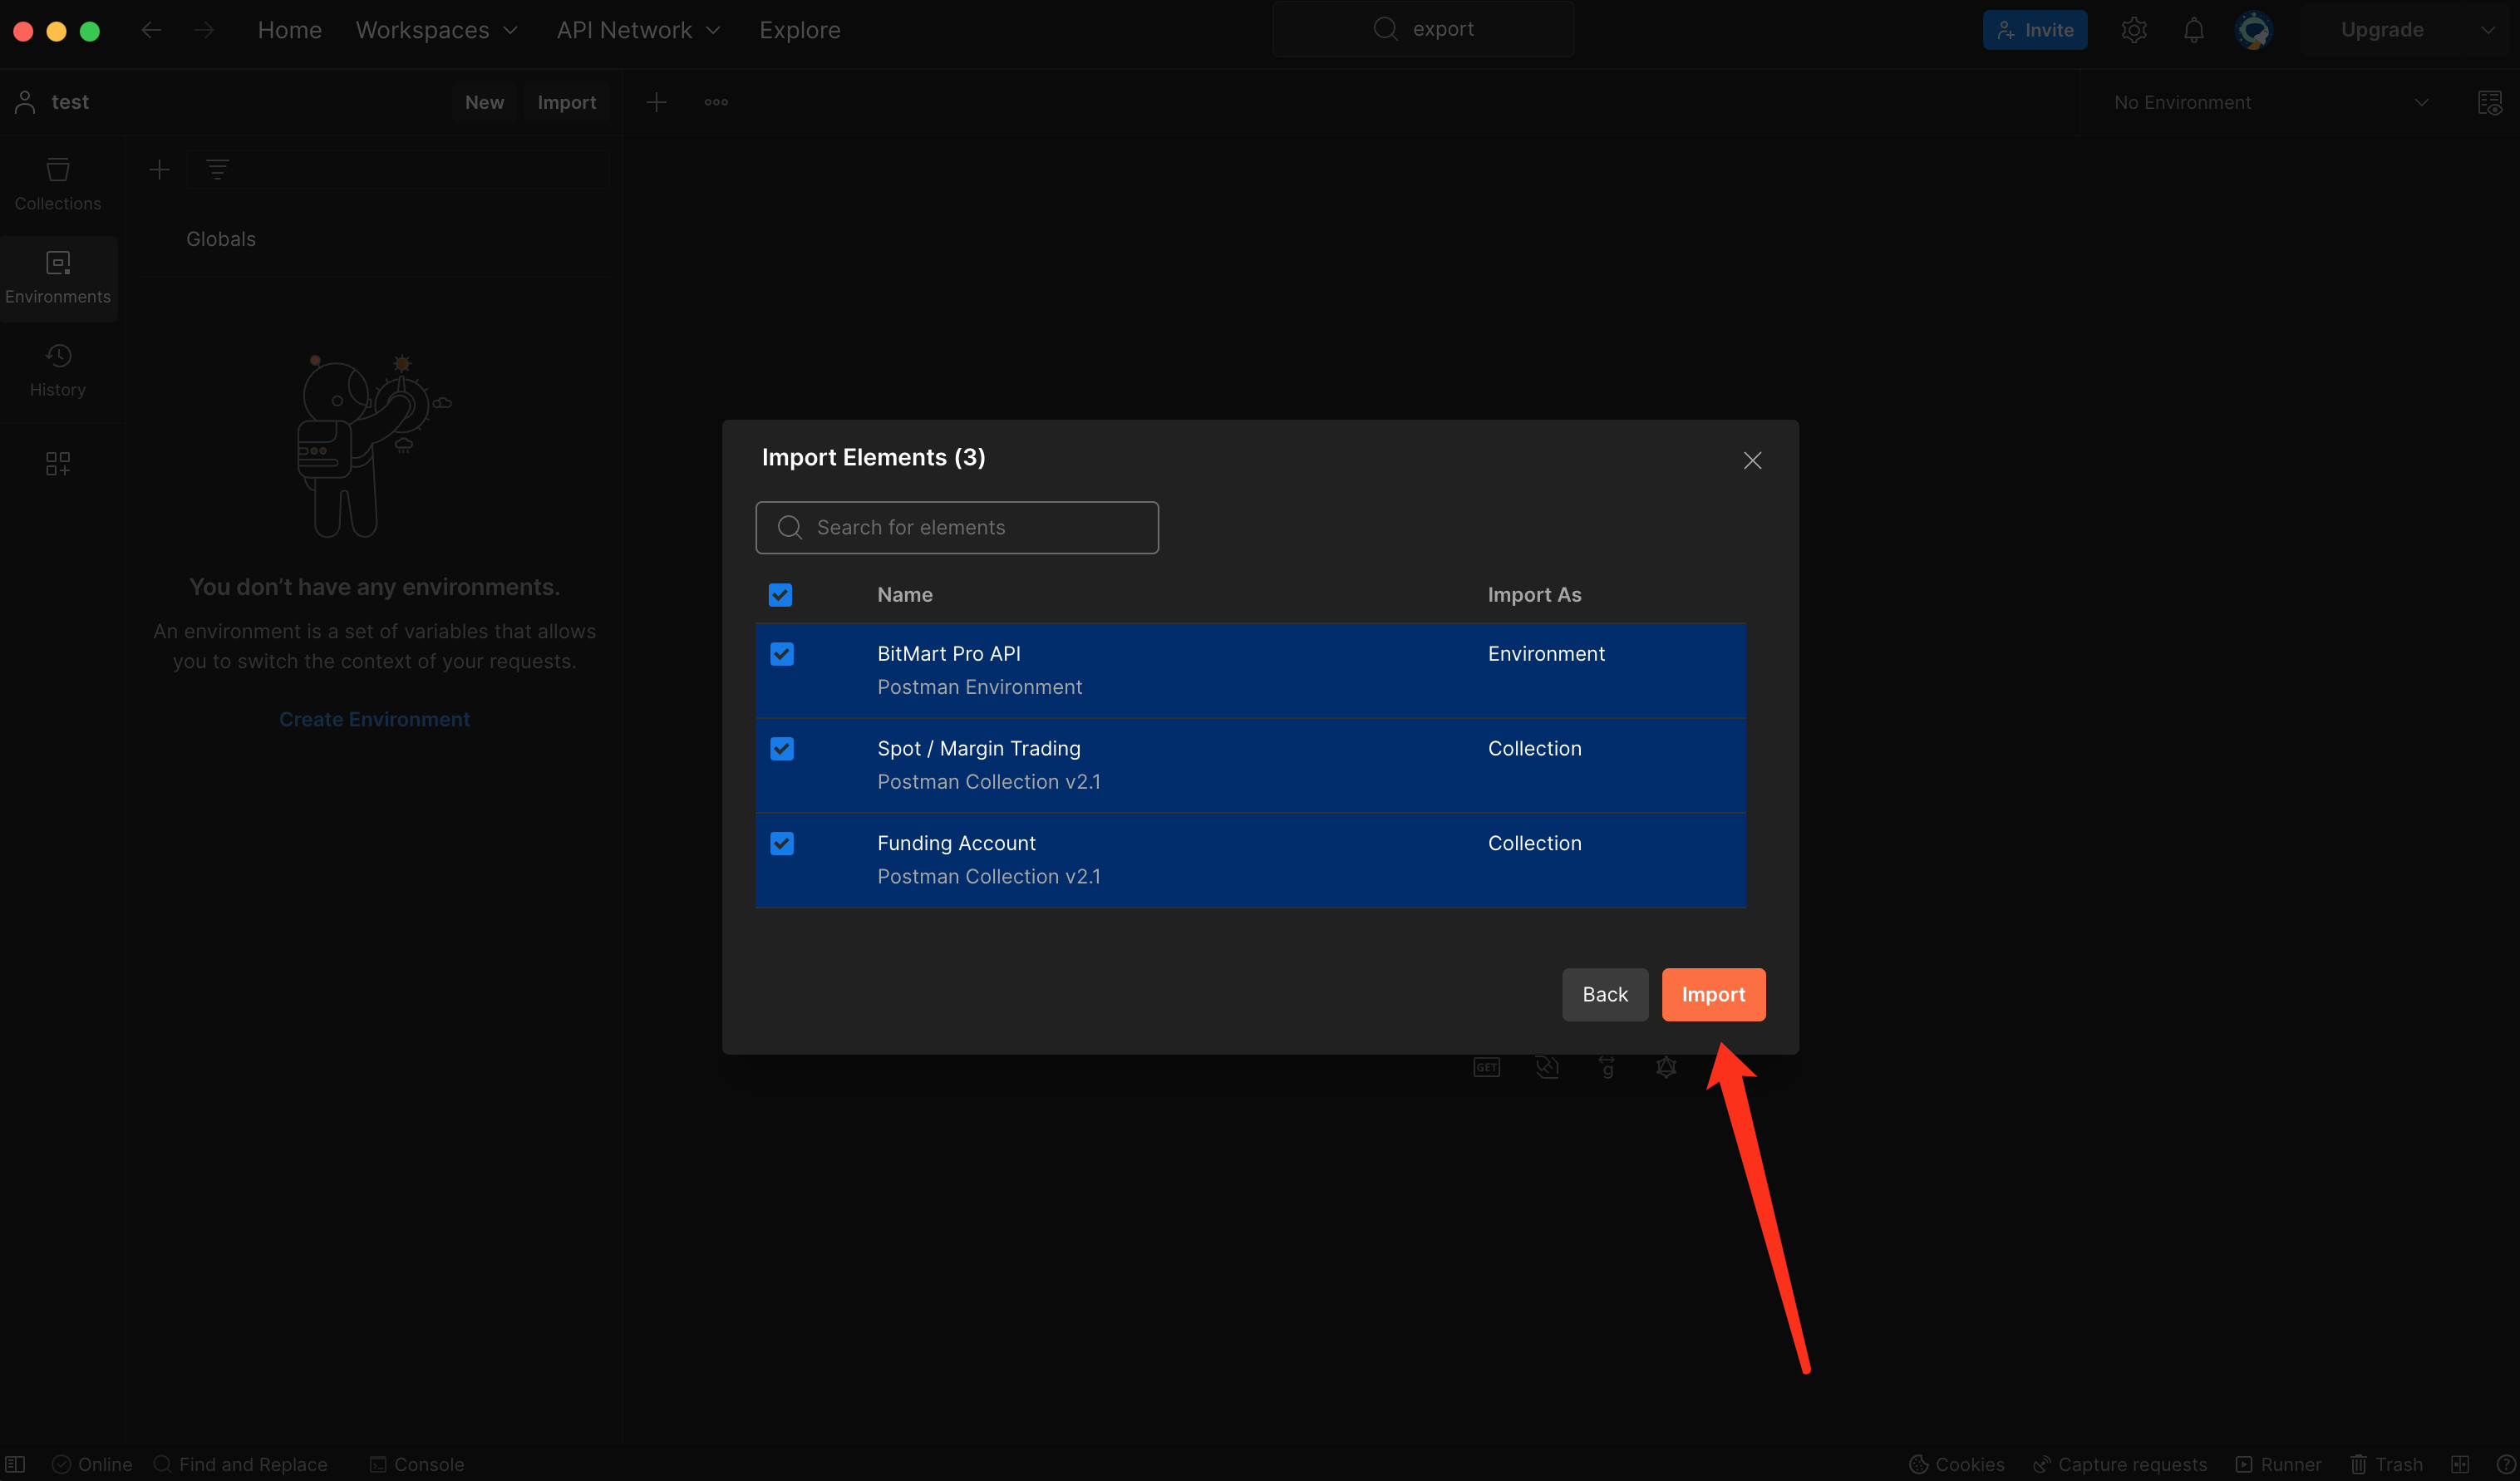 Home Workspaces API Network Explore export Invite Upgrade
test New Import No Environment
Collections
Environments
History
Globals
You don’t have any environments.
An environment is a set of variables that allows
you to switch the context of your requests.
Create Environment
Import Elements (3)
Search for elements
Name Import As
BitMart Pro API Environment
Postman Environment
Spot / Margin Trading Collection
Postman Collection v2.1
Funding Account Collection
Postman Collection v2.1
Back Import
GET g
Online Find and Replace Console Cookies Capture requests Runner Trash